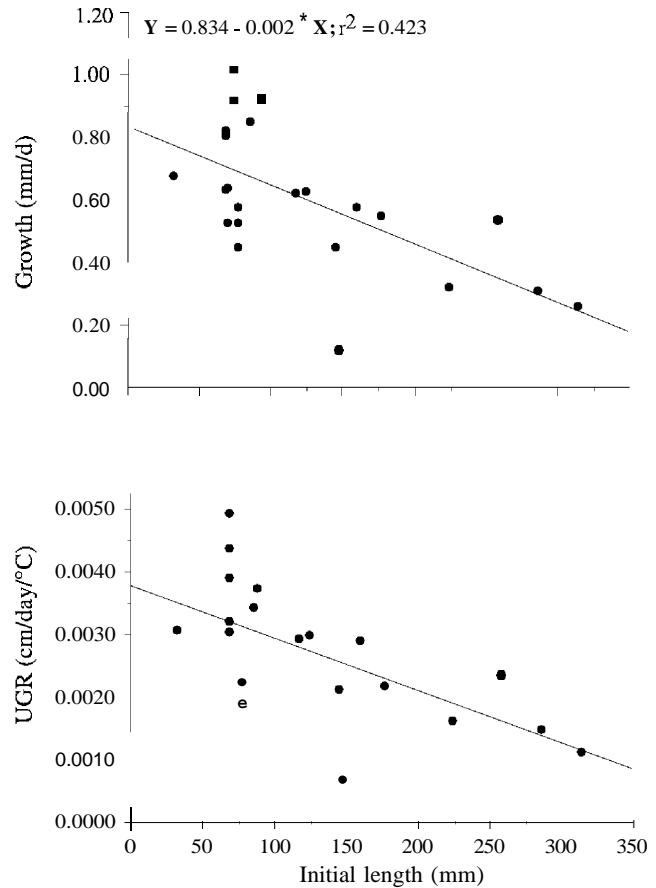 1.20
Y = 0.834 - 0.002 * X; r2 = 0.423
1.00
0.80
0.60
0.40
0.20
0.00
Growth (mm/d)
0.0050
0.0040
0.0030
0.0020
0.0010
0.0000
UGR (cm/day/°C)
e
0 50 100 150 200 250 300 350
Initial length (mm)